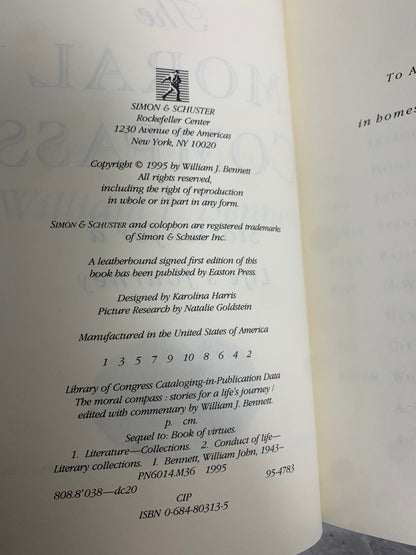 SIMON & SCHUSTER
Rockefeller Center
1230 Avenue of the Americas
New York, NY 10020
Copyright © 1995 by William J. Bennett
All rights reserved,
including the right of reproduction
in whole or in part in any form.
SIMON & SCHUSTER and colophon are registered trademarks
of Simon & Schuster Inc.
A leatherbound signed first edition of this
book has been published by Easton Press.
Designed by Karolina Harris
Picture Research by Natalie Goldstein
Manufactured in the United States of America
1 3 5 7 9 10 8 6 4 2
Library of Congress Cataloging-in-Publication Data
The moral compass : stories for a life's journey /
edited with commentary by William J. Bennett.
p. cm.
Sequel to: Book of virtues.
1. Literature—Collections. 2. Conduct of life—
Literary collections. I. Bennett, William John, 1943–
PN6014.M36 1995
95-4783
808.8'038—dc20
CIP
ISBN 0-684-80313-5
To A
in homes
The
MORAL